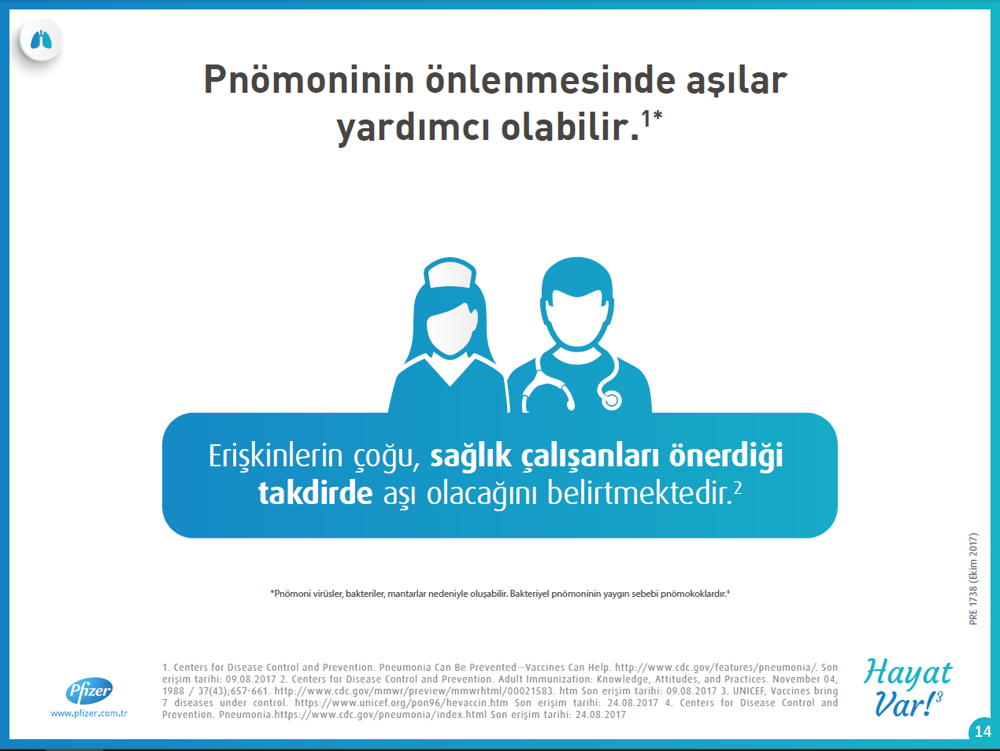 Pnömoninin önlenmesinde aşılar
yardımcı olabilir.1*
Erişkinlerin çoğu, sağlık çalışanları önerdiği
takdirde aşı olacağını belirtmektedir.2
*Pnömoni virüsler, bakteriler, mantarlar nedeniyle oluşabilir. Bakteriyel pnömoninin yaygın sebebi pnömokoklardır.4
PRE 1738 (Ekim 2017)
1. Centers for Disease Control and Prevention. Pneumonia Can Be Prevented—Vaccines Can Help. http://www.cdc.gov/features/pneumonia/. Son
erişim tarihi: 09.08.2017 2. Centers for Disease Control and Prevention. Adult Immunization: Knowledge, Attitudes, and Practices. November 04,
1988 / 37(43);657-661. http://www.cdc.gov/mmwr/preview/mmwrhtml/00021583. htm Son erişim tarihi: 09.08.2017 3. UNICEF, Vaccines bring
7 diseases under control. https://www.unicef.org/pon96/hevaccin.htm Son erişim tarihi: 24.08.2017 4. Centers for Disease Control and
Prevention. Pneumonia.https://www.cdc.gov/pneumonia/index.html Son erişim tarihi: 24.08.2017
Pfizer
www.pfizer.com.tr
Hayat
Var!3
14